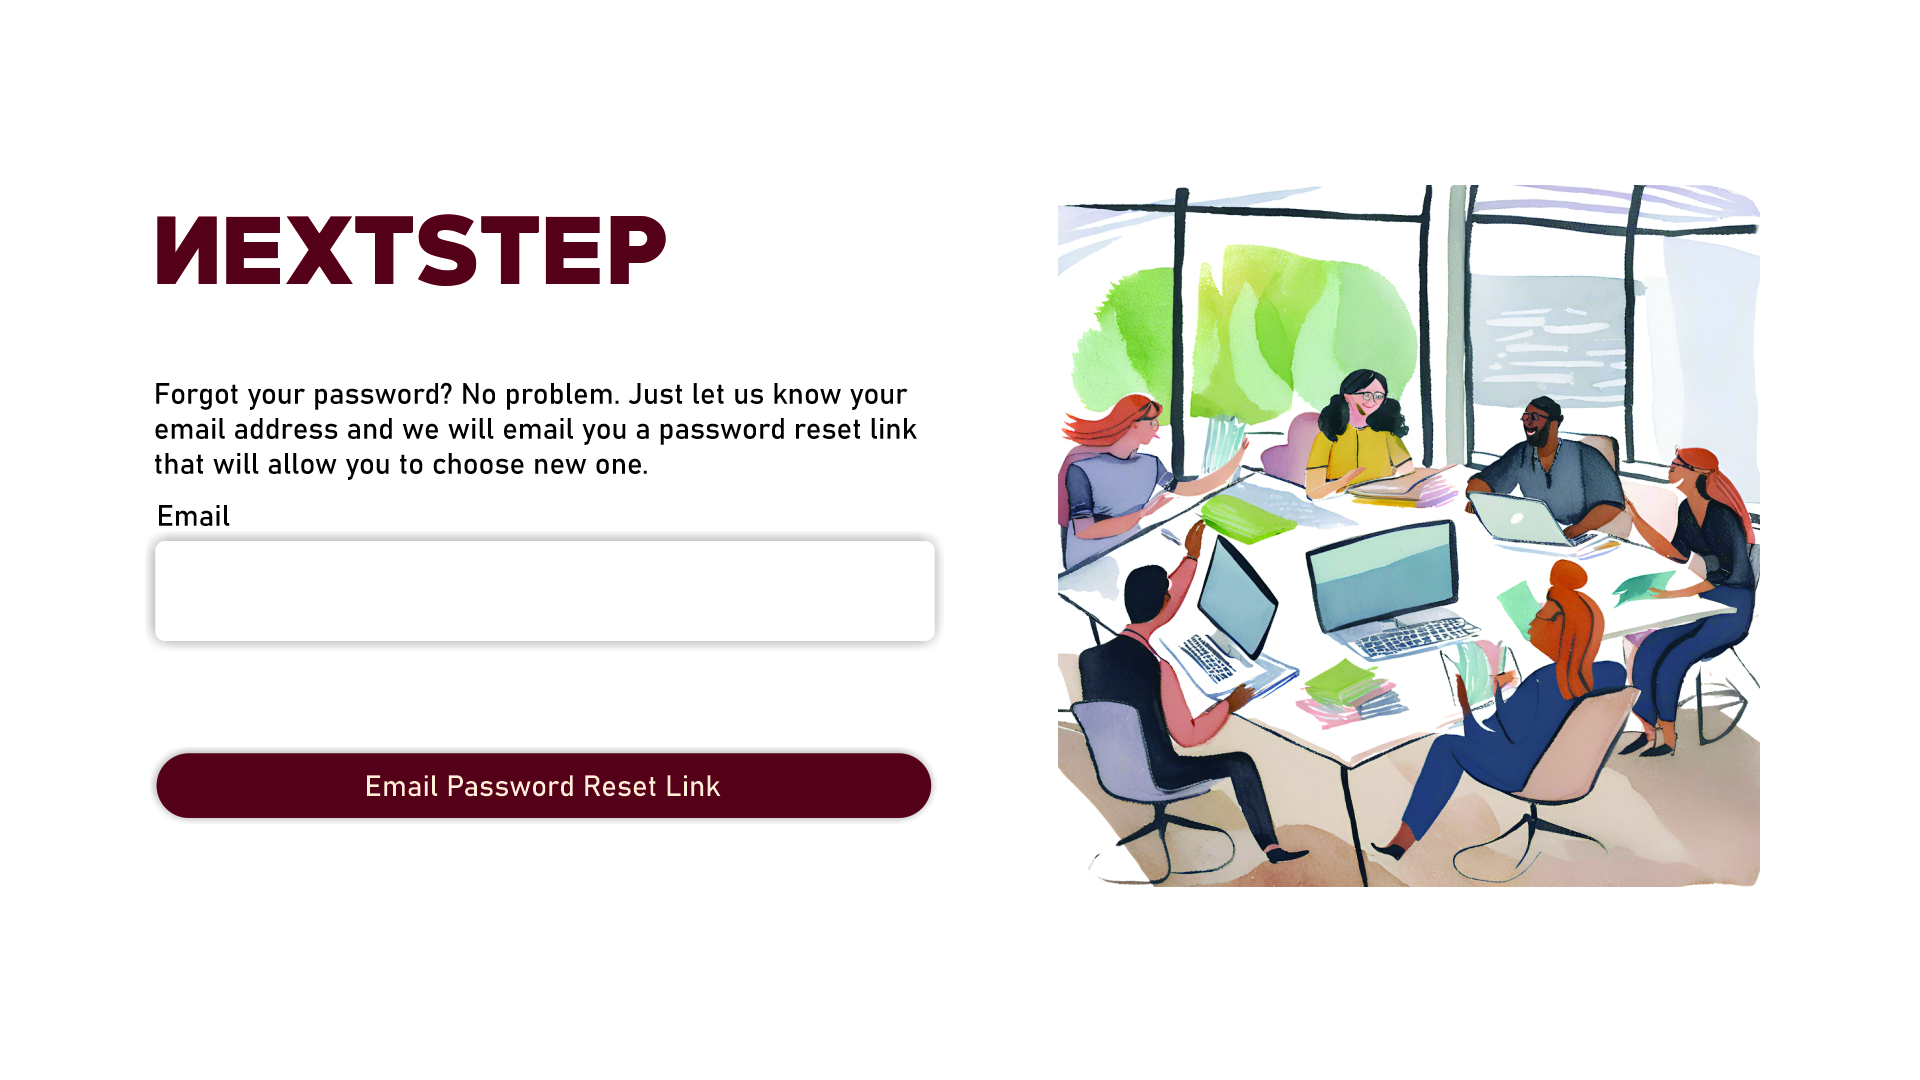 ИEXTSTEP
Forgot your password? No problem. Just let us know your
email address and we will email you a password reset link
that will allow you to choose new one.
Email
Email Password Reset Link